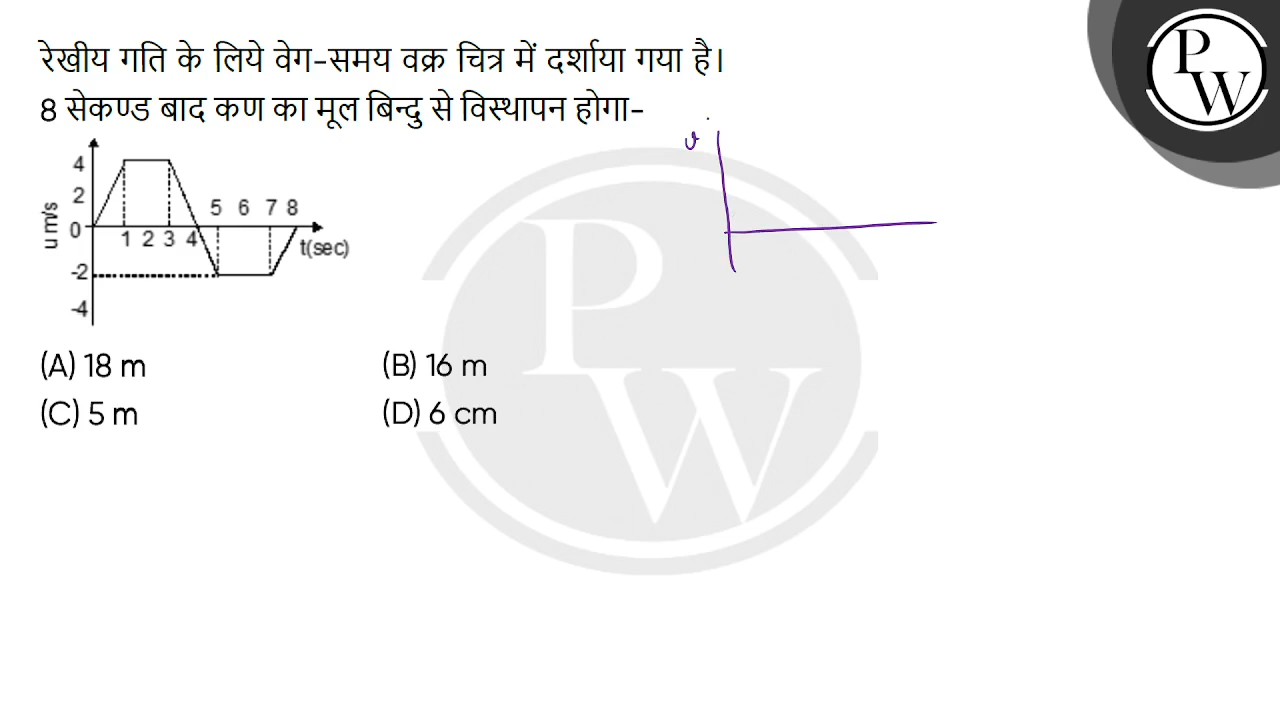 रेखीय गति के लिये वेग-समय वक्र चित्र में दर्शाया गया है।
8 सेकण्ड बाद कण का मूल बिन्दु से विस्थापन होगा-
4
2
0
-2
-4
u m/s
1 2 3 4
5 6 7 8
t(sec)
v
(A) 18 m (B) 16 m
(C) 5 m (D) 6 cm
P
W
P
W